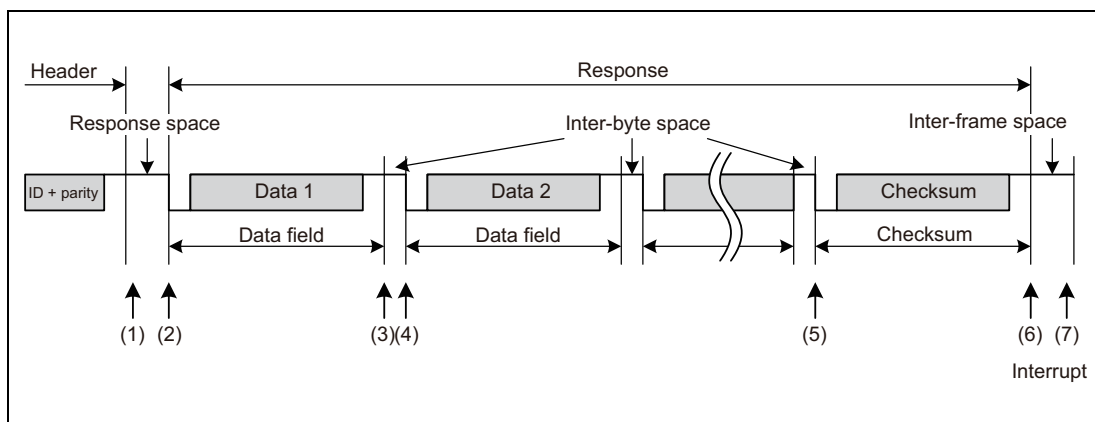 Header
Response
Response space
Inter-byte space
Inter-frame space
ID + parity
Data 1
Data 2
Checksum
Data field
Data field
Checksum
(1)
(2)
(3)(4)
(5)
(6)
(7)
Interrupt